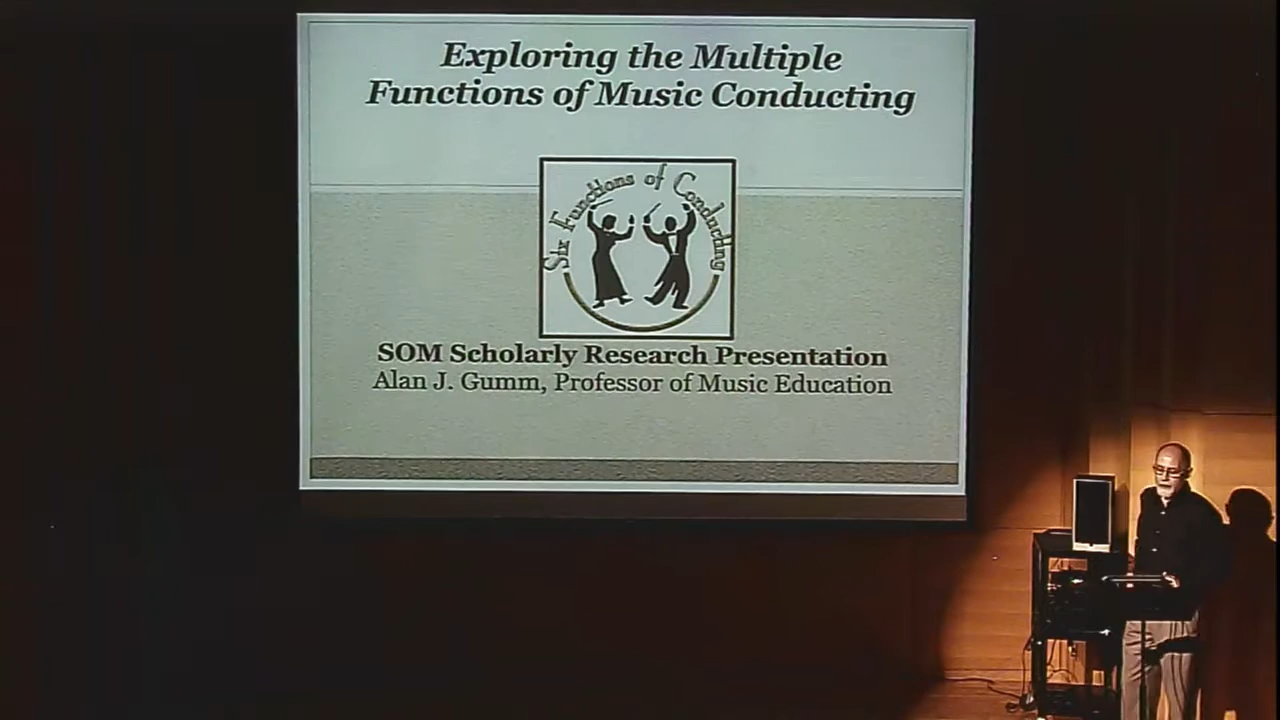 Exploring the Multiple
Functions of Music Conducting
Six Functions of Conducting
SOM Scholarly Research Presentation
Alan J. Gumm, Professor of Music Education